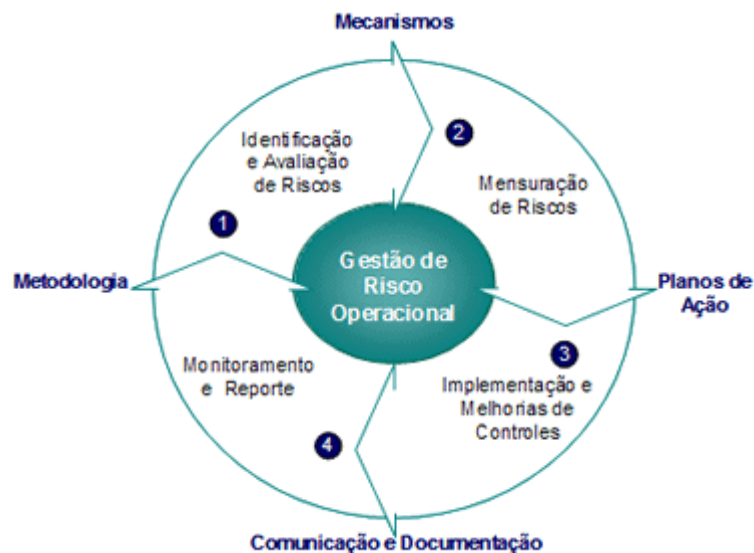 Mecanismos
Identificação
e Avaliação
de Riscos
1
2
Mensuração
de Riscos
Metodologia
Gestão de
Risco
Operacional
Planos de
Ação
3
Implementação e
Melhorias de
Controles
Monitoramento
e Reporte
4
Comunicação e Documentação